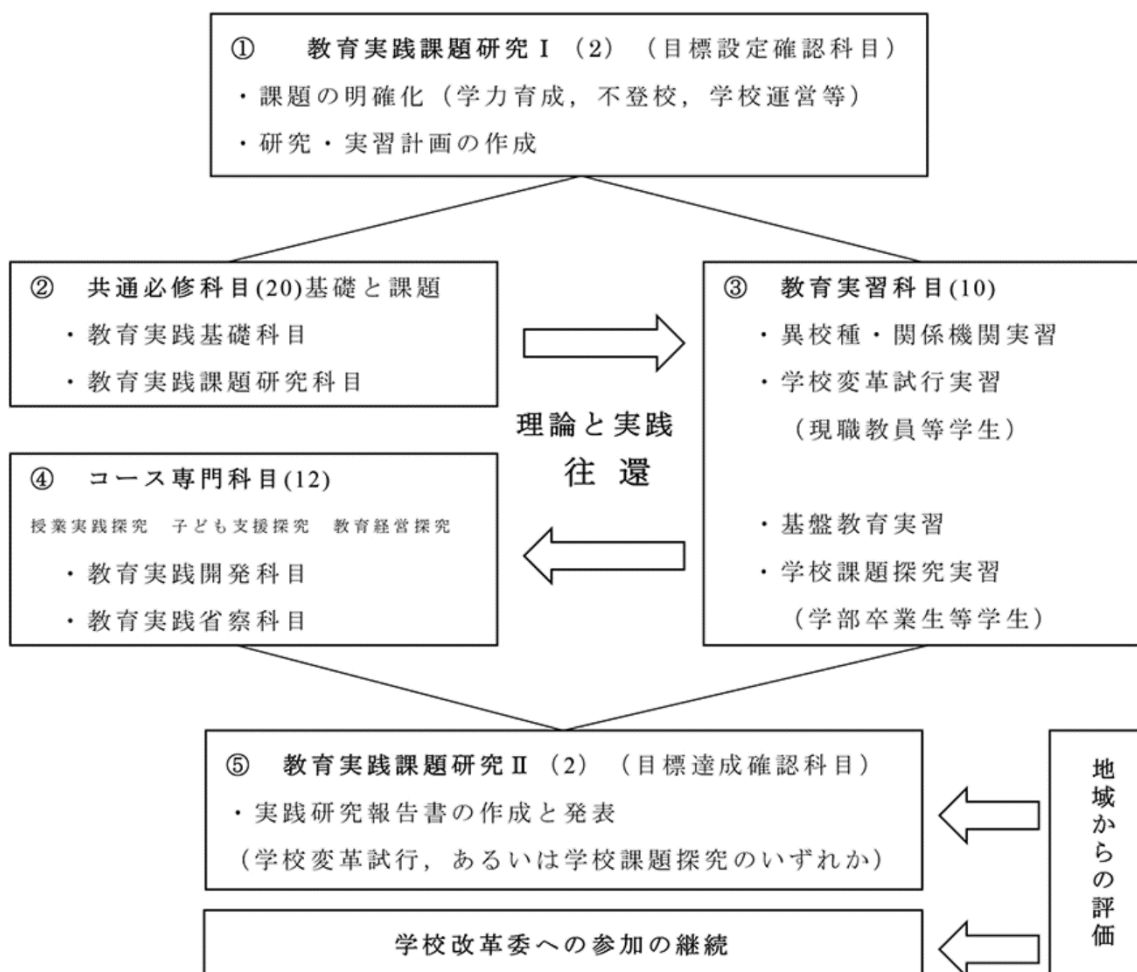 ① 教育実践課題研究Ⅰ（2）（目標設定確認科目）
・課題の明確化（学力育成，不登校，学校運営等）
・研究・実習計画の作成
② 共通必修科目(20)基礎と課題
・教育実践基礎科目
・教育実践課題研究科目
④ コース専門科目(12)
授業実践探究 子ども支援探究 教育経営探究
・教育実践開発科目
・教育実践省察科目
理論と実践
往還
③ 教育実習科目(10)
・異校種・関係機関実習
・学校変革試行実習
（現職教員等学生）
・基盤教育実習
・学校課題探究実習
（学部卒業生等学生）
⑤ 教育実践課題研究Ⅱ（2）（目標達成確認科目）
・実践研究報告書の作成と発表
（学校変革試行，あるいは学校課題探究のいずれか）
学校改革委への参加の継続
地域からの評価